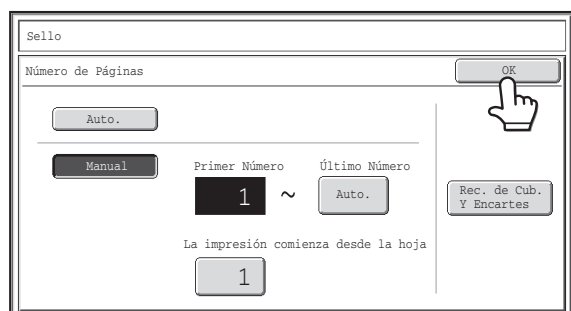 Sello
Número de Páginas
OK
Auto.
Manual
Primer Número
Último Número
1
~
Auto.
Rec. de Cub.
Y Encartes
La impresión comienza desde la hoja
1